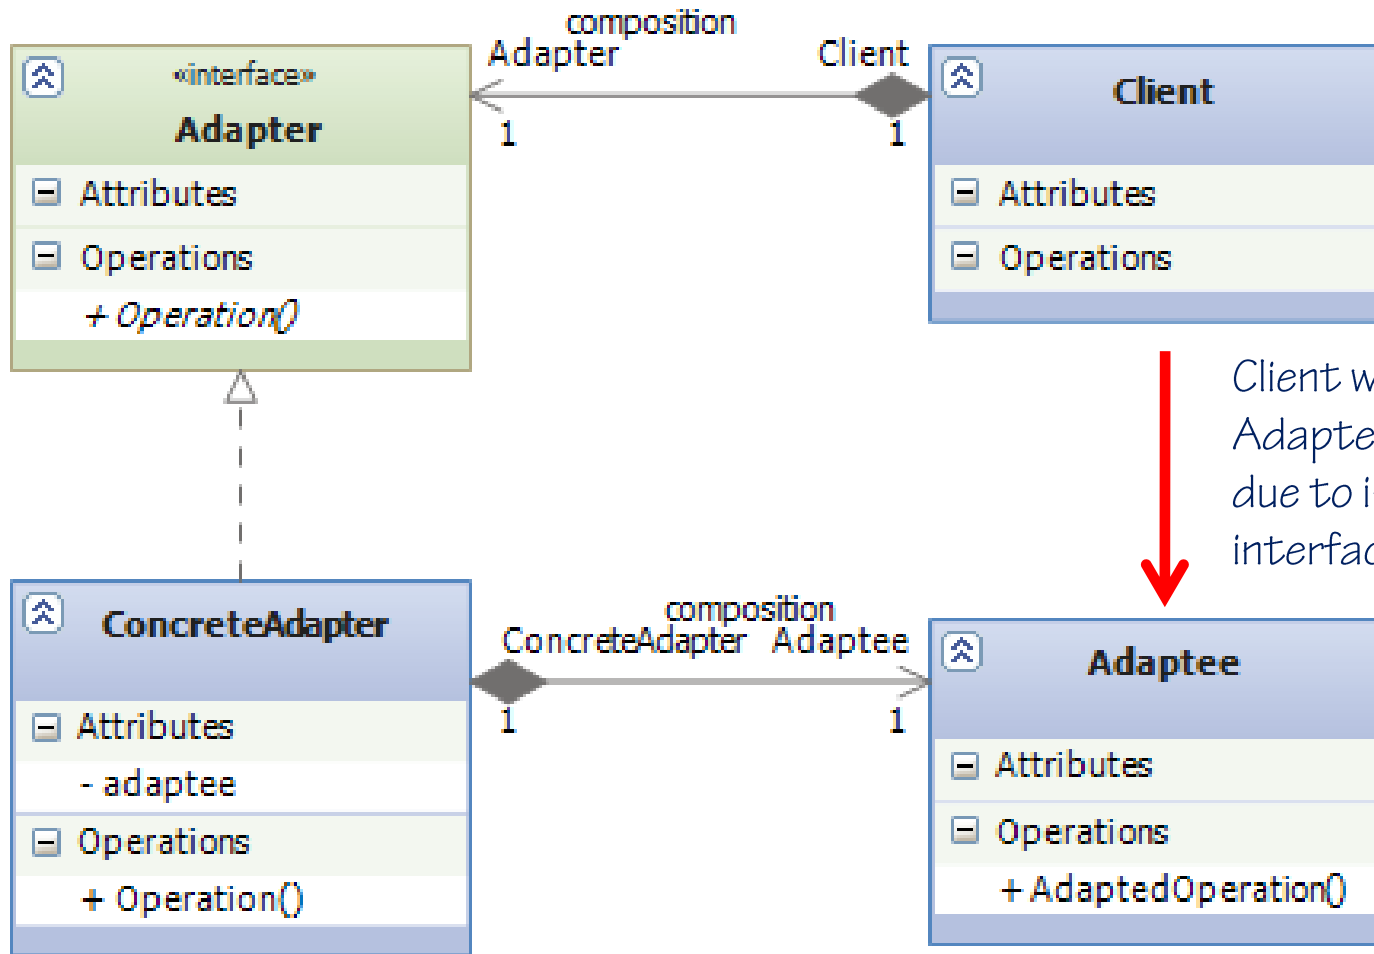 composition
Adapter Client
1 1
«interface»
Adapter
Attributes
Operations
+ Operation()
Client
Attributes
Operations
Client
Adapte
due to
interfac
composition
ConcreteAdapter Adaptee
1 1
ConcreteAdapter
Attributes
- adaptee
Operations
+ Operation()
Adaptee
Attributes
Operations
+ AdaptedOperation()